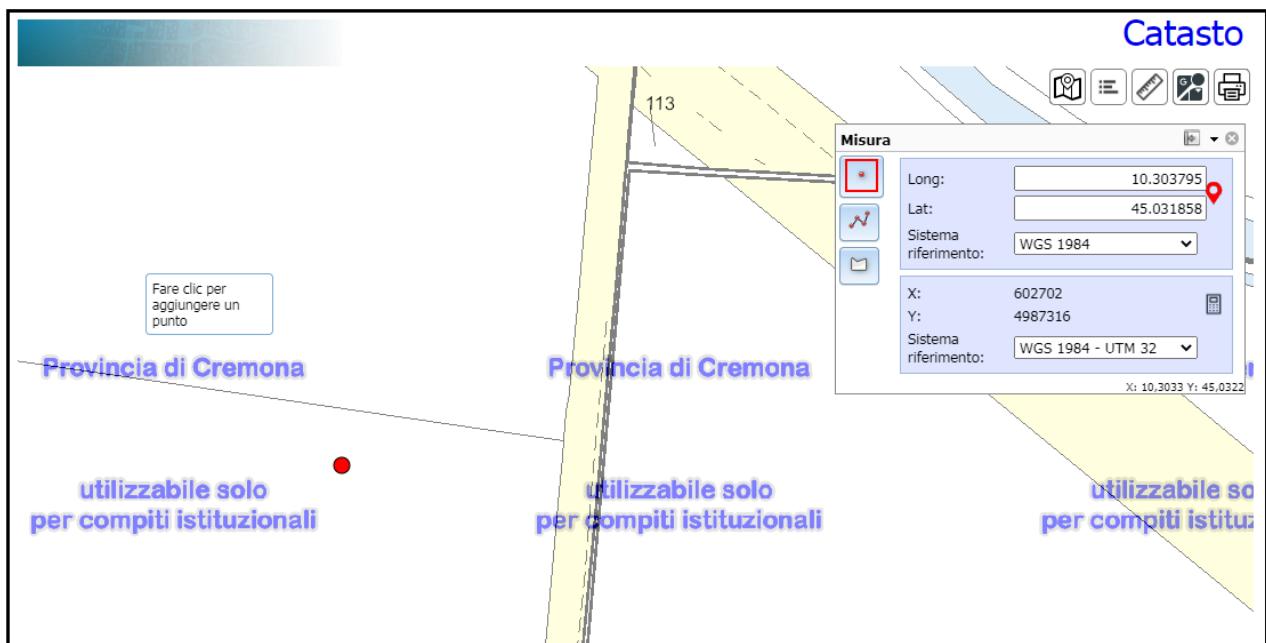 Catasto
113
Misura
Long:
10.303795
Lat:
45.031858
Sistema
riferimento:
WGS 1984
X:
602702
Y:
4987316
Sistema
riferimento:
WGS 1984 - UTM 32
X: 10,3033 Y: 45,0322
Fare clic per
aggiungere un
punto
Provincia di Cremona
Provincia di Cremona
utilizzabile solo
per compiti istituzionali
utilizzabile solo
per compiti istituzionali
utilizzabile so
per compiti istituz